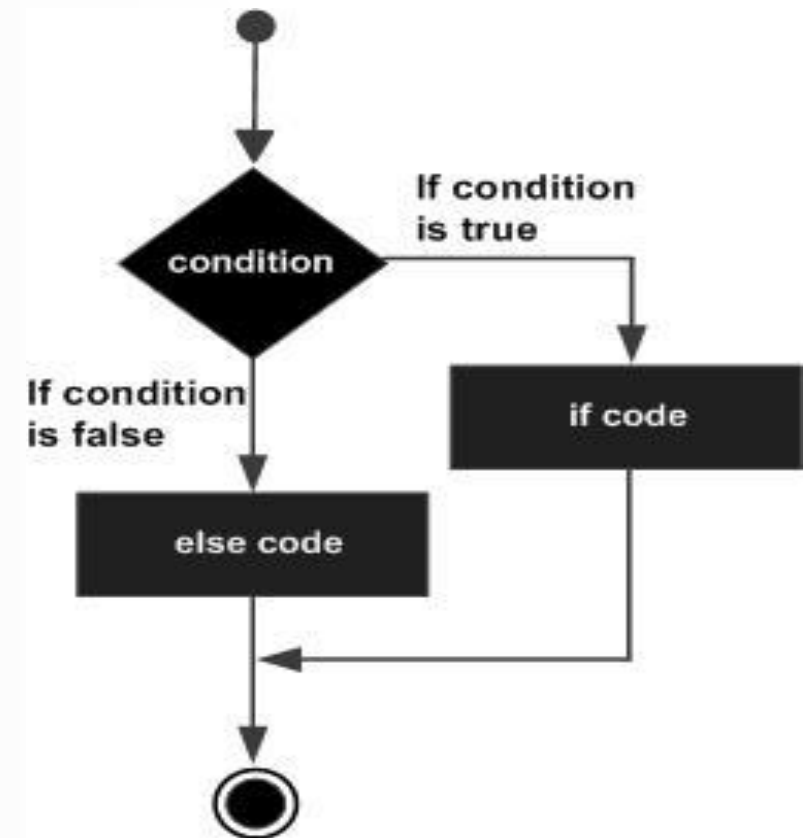 If condition
is true
condition
If condition
is false
if code
else code